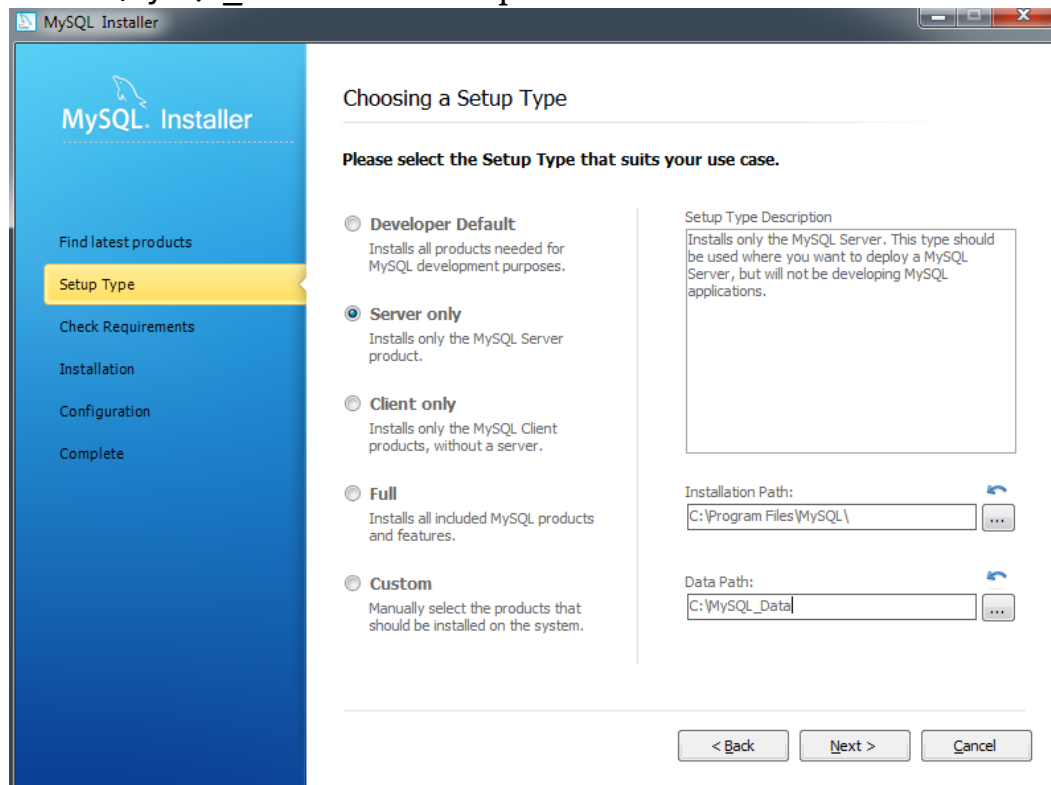 MySQL Installer
MySQL. Installer
Choosing a Setup Type
Please select the Setup Type that suits your use case.
Find latest products
Setup Type
Check Requirements
Installation
Configuration
Complete
Developer Default
Installs all products needed for
MySQL development purposes.
Server only
Installs only the MySQL Server
product.
Client only
Installs only the MySQL Client
products, without a server.
Full
Installs all included MySQL products
and features.
Custom
Manually select the products that
should be installed on the system.
Setup Type Description
Installs only the MySQL Server. This type should
be used where you want to deploy a MySQL
Server, but will not be developing MySQL
applications.
Installation Path:
C:\Program Files\MySQL\
...
Data Path:
C:\MySQL_Data
...
< Back
Next >
Cancel